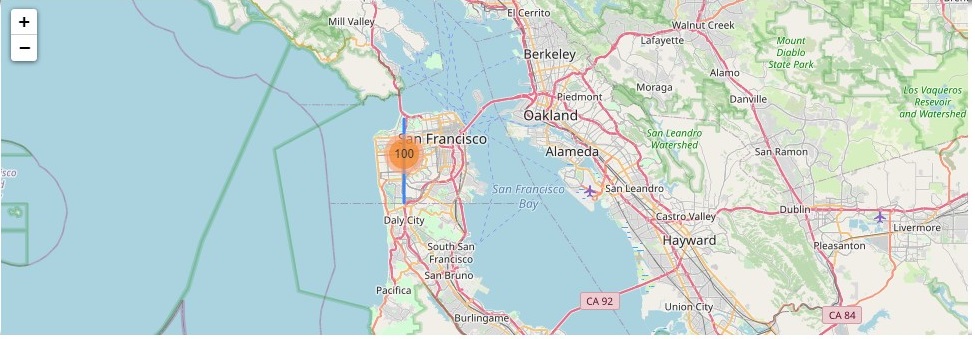 +
−
Mill Valley
El Cerrito
Walnut Creek
Lafayette
Berkeley
Mount
Diablo
State Park
Alamo
Moraga
Danville
Los Vaqueros
Resevoir
and Watershed
Piedmont
Oakland
San Leandro
Watershed
San Francisco
100
Alameda
San Ramon
San Francisco
Bay
San Leandro
Castro Valley
Dublin
Livermore
Daly City
Hayward
Pleasanton
South San
Francisco
San Bruno
Pacifica
CA 92
Union City
CA 84
Burlingame